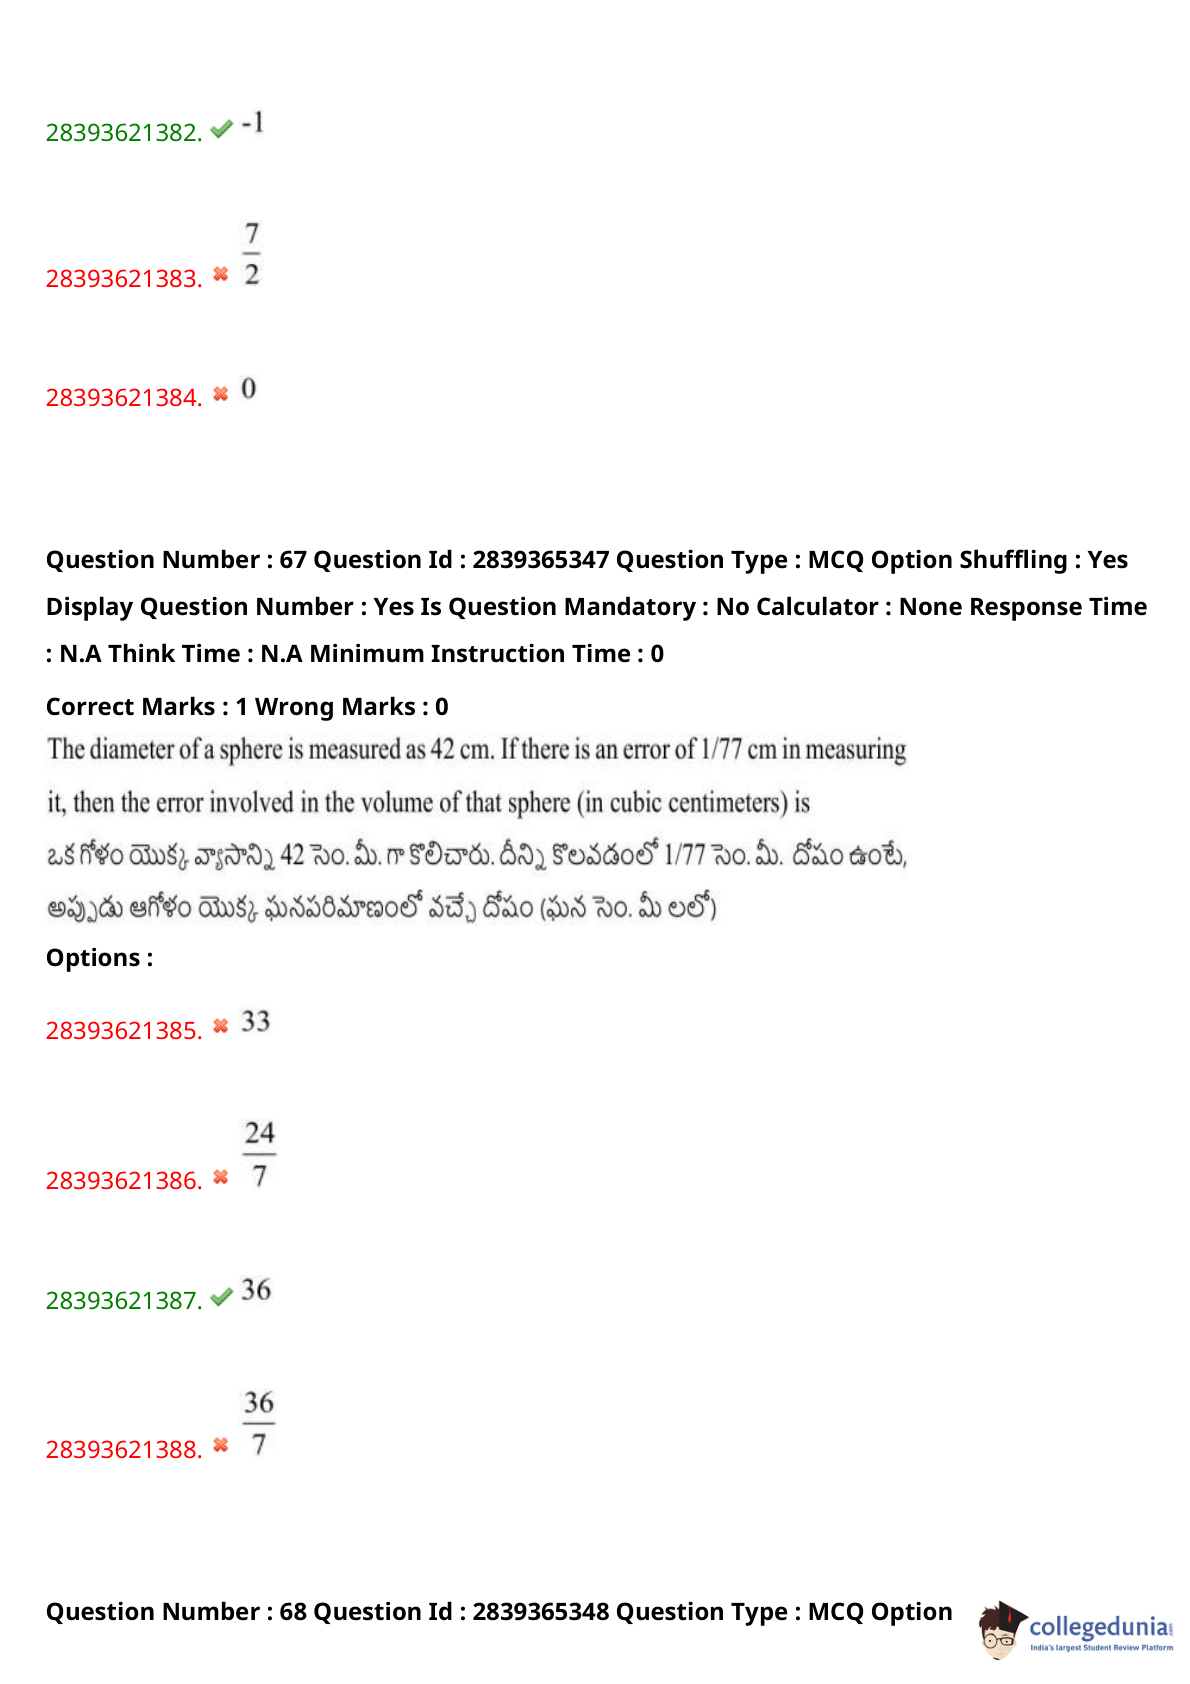 28393621382. -1
28393621383. 7/2
28393621384. 0
Question Number : 67 Question Id : 2839365347 Question Type : MCQ Option Shuffling : Yes
Display Question Number : Yes Is Question Mandatory : No Calculator : None Response Time
: N.A Think Time : N.A Minimum Instruction Time : 0
Correct Marks : 1 Wrong Marks : 0
The diameter of a sphere is measured as 42 cm. If there is an error of 1/77 cm in measuring
it, then the error involved in the volume of that sphere (in cubic centimeters) is
ఒక గోళం యొక్క వ్యాసాన్ని 42 సెం. మీ. గా కొలిచారు. దీన్ని కొలవడంలో 1/77 సెం. మీ. దోషం ఉంటే,
అప్పుడు ఆగోళం యొక్క ఘనపరిమాణంలో వచ్చే దోషం (ఘన సెం. మీ లలో)
Options :
28393621385. 33
28393621386. 24/7
28393621387. 36
28393621388. 36/7
Question Number : 68 Question Id : 2839365348 Question Type : MCQ Option
collegedunia.com
India's largest Student Review Platform